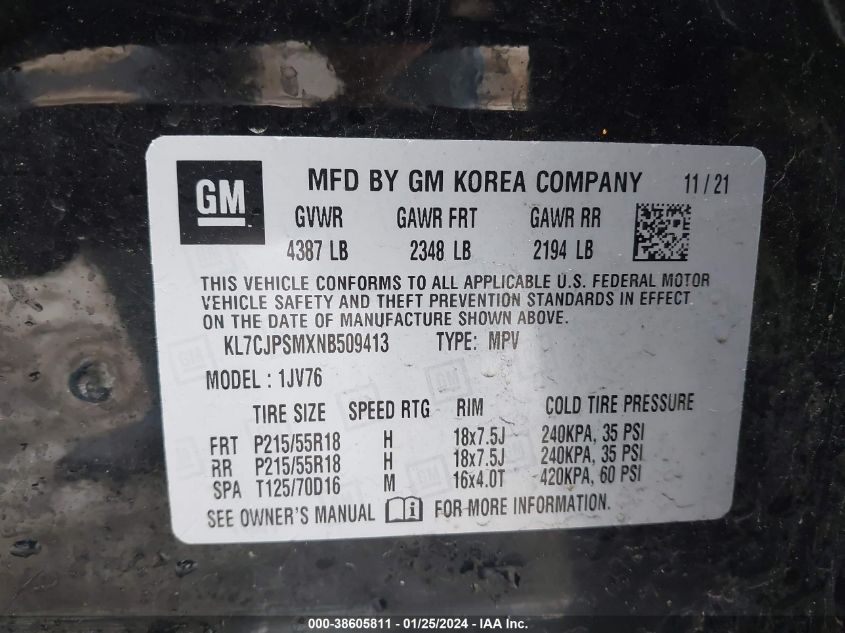 GM MFD BY GM KOREA COMPANY 11 / 21
GVWR GAWR FRT GAWR RR
4387 LB 2348 LB 2194 LB
THIS VEHICLE CONFORMS TO ALL APPLICABLE U.S. FEDERAL MOTOR
VEHICLE SAFETY AND THEFT PREVENTION STANDARDS IN EFFECT
ON THE DATE OF MANUFACTURE SHOWN ABOVE.
KL7CJPSMXNB509413 TYPE: MPV
MODEL : 1JV76
TIRE SIZE SPEED RTG RIM COLD TIRE PRESSURE
FRT P215/55R18 H 18x7.5J 240KPA, 35 PSI
RR P215/55R18 H 18x7.5J 240KPA, 35 PSI
SPA T125/70D16 M 16x4.0T 420KPA, 60 PSI
SEE OWNER'S MANUAL FOR MORE INFORMATION.
000-38605811 - 01/25/2024 - IAA Inc.